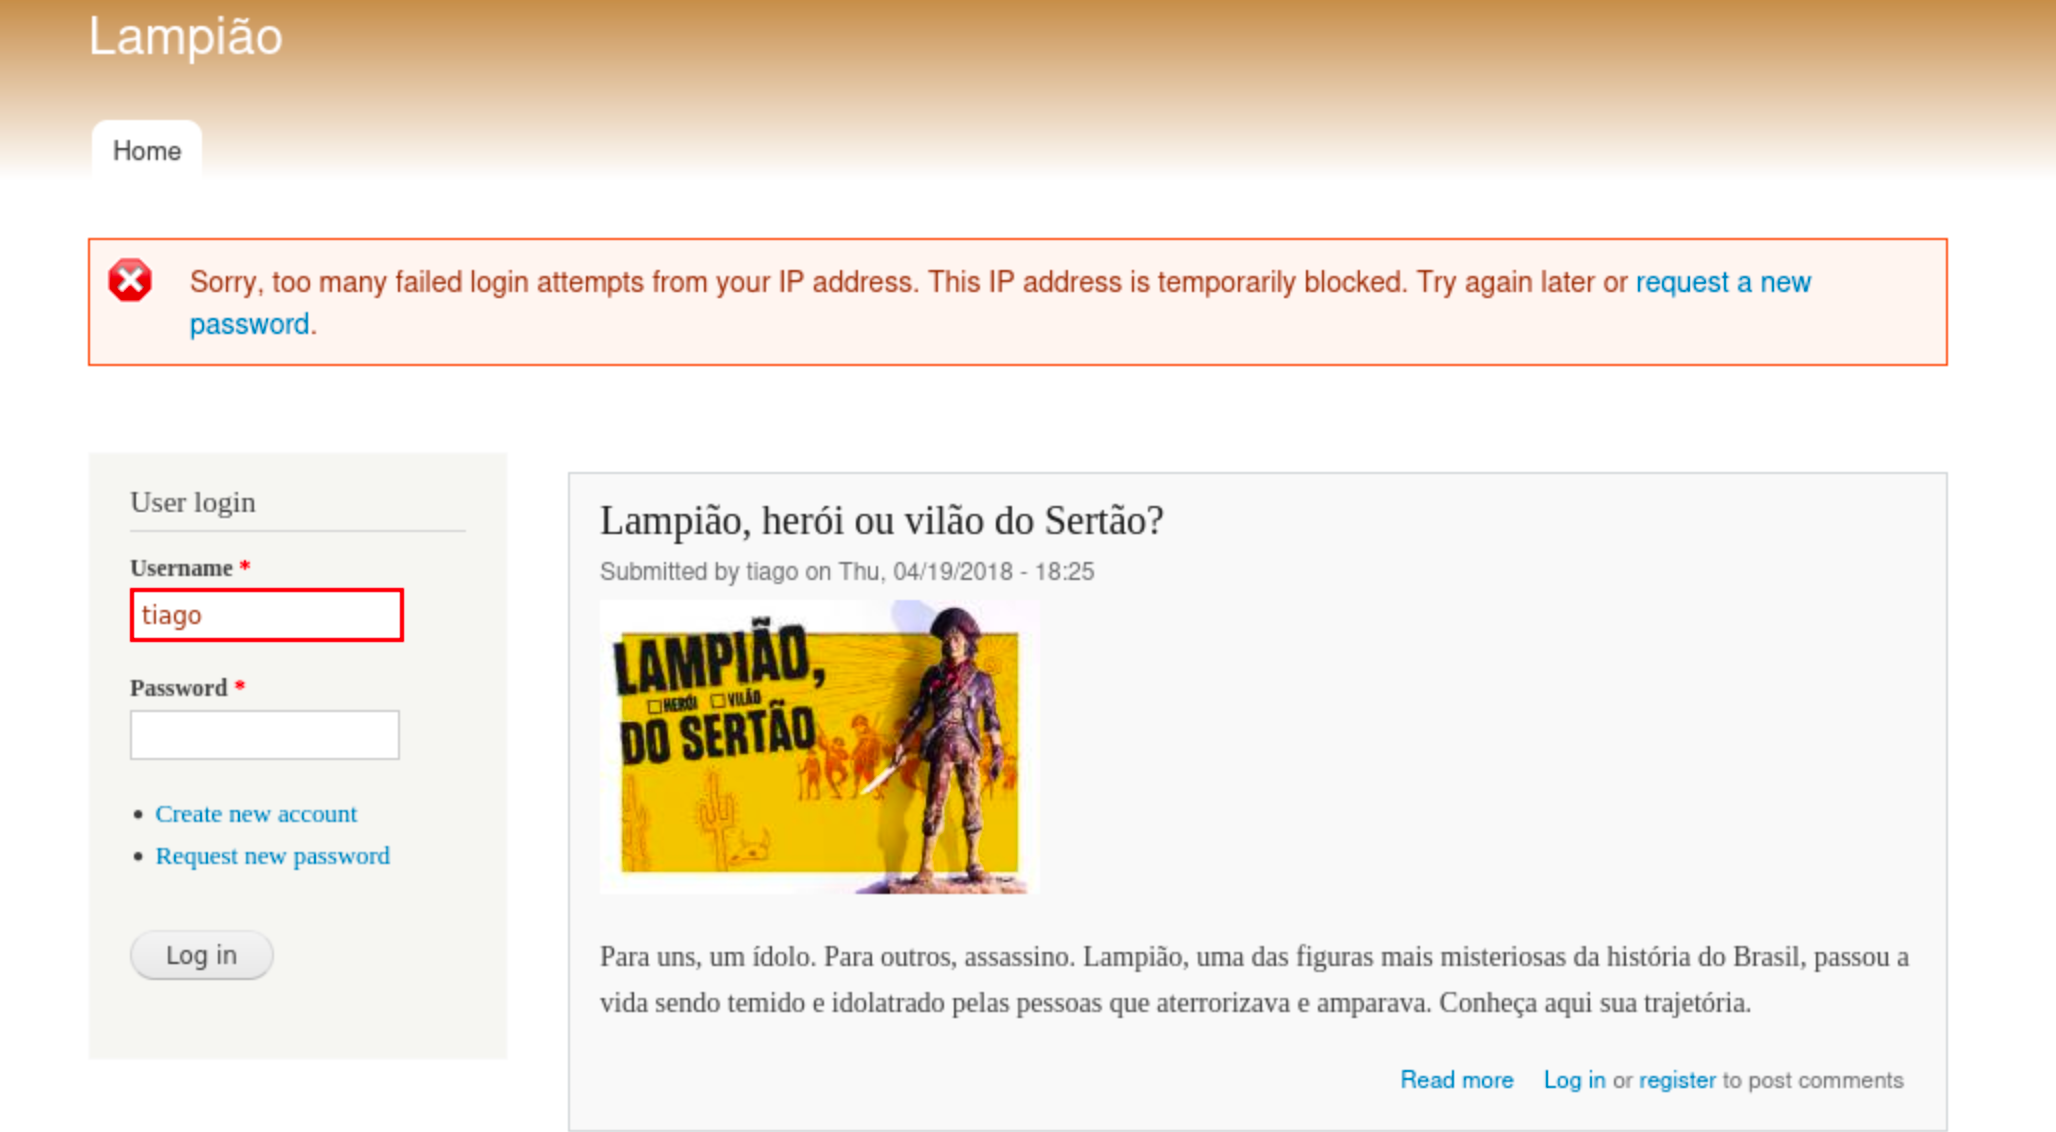 Lampião
Home
Sorry, too many failed login attempts from your IP address. This IP address is temporarily blocked. Try again later or request a new
password.
User login
Username *
tiago
Password *
Create new account
Request new password
Log in
Lampião, herói ou vilão do Sertão?
Submitted by tiago on Thu, 04/19/2018 - 18:25
LAMPIÃO,
HERÓI VILÃO
DO SERTÃO
Para uns, um ídolo. Para outros, assassino. Lampião, uma das figuras mais misteriosas da história do Brasil, passou a
vida sendo temido e idolatrado pelas pessoas que aterrorizava e amparava. Conheça aqui sua trajetória.
Read more Log in or register to post comments